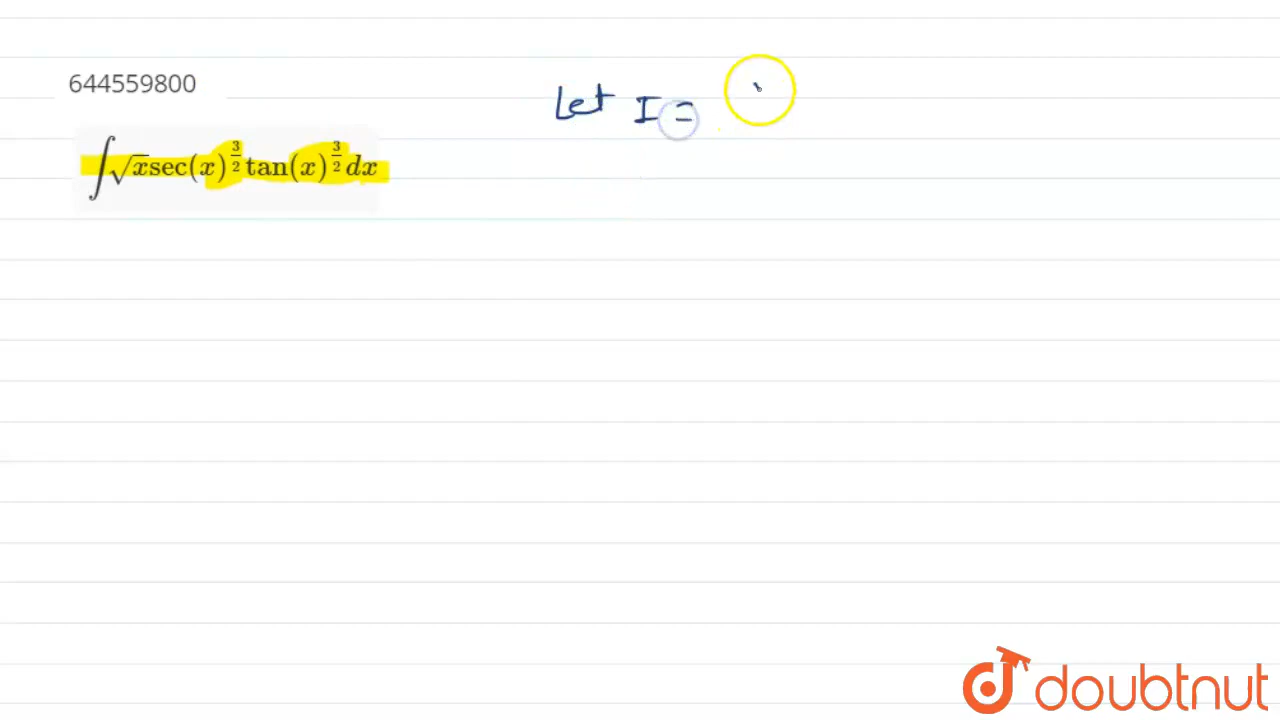 644559800
Let I =
∫√x sec(x)^(3/2) tan(x)^(3/2) dx
doubtnut